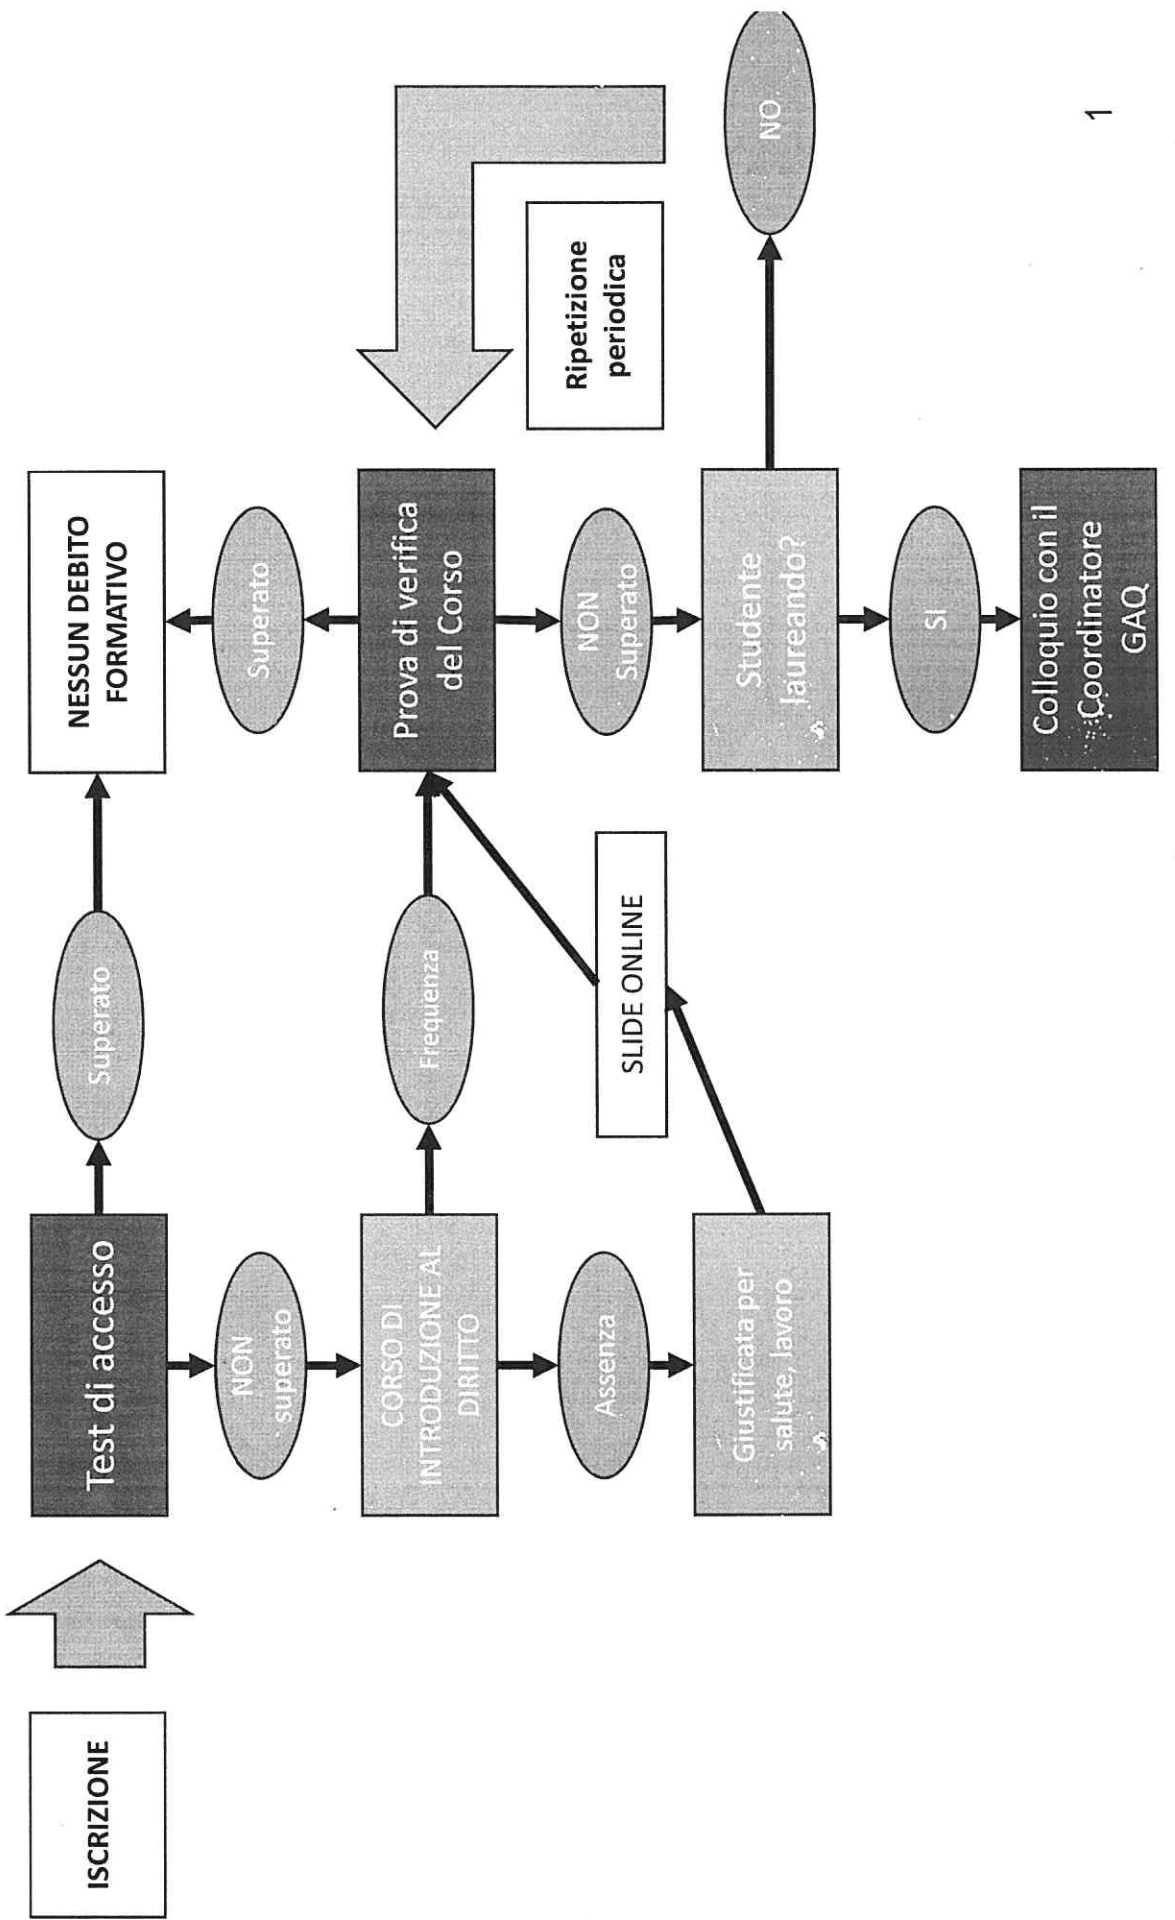 ISCRIZIONE
Test di accesso
Superato
NESSUN DEBITO
FORMATIVO
NON
superato
Superato
CORSO DI
INTRODUZIONE AL
DIRITTO
Frequenza
Prova di verifica
del Corso
Assenza
SLIDE ONLINE
NON
Superato
Ripetizione
periodica
Giustificata per
salute, lavoro
Studente
laureando?
NO
SI
Colloquio con il
Coordinatore
GAQ
1